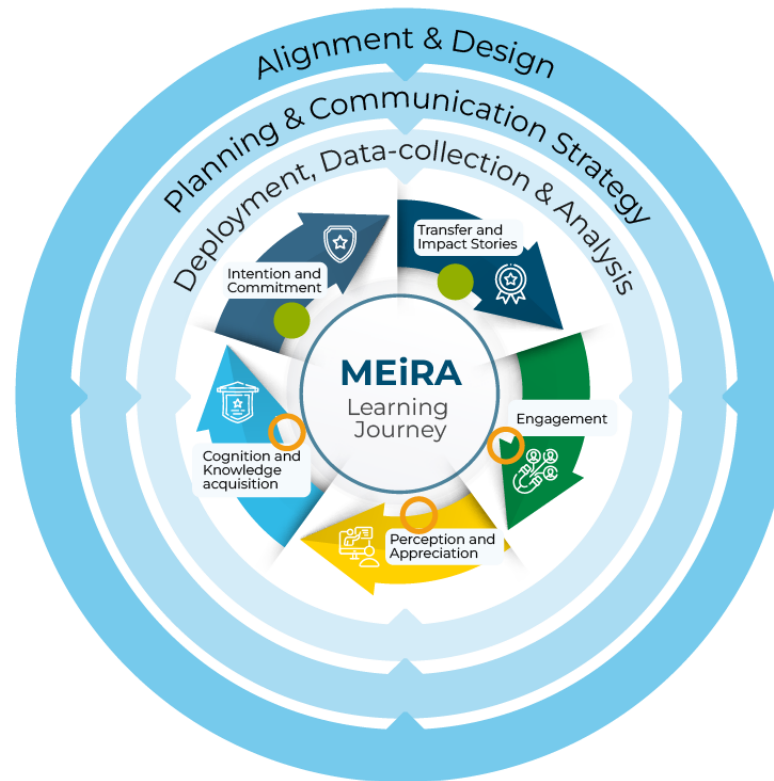 Alignment & Design
Planning & Communication Strategy
Deployment, Data-collection & Analysis
Transfer and
Impact Stories
Intention and
Commitment
MEiRA
Learning
Journey
Engagement
Cognition and
Knowledge
acquisition
Perception and
Appreciation